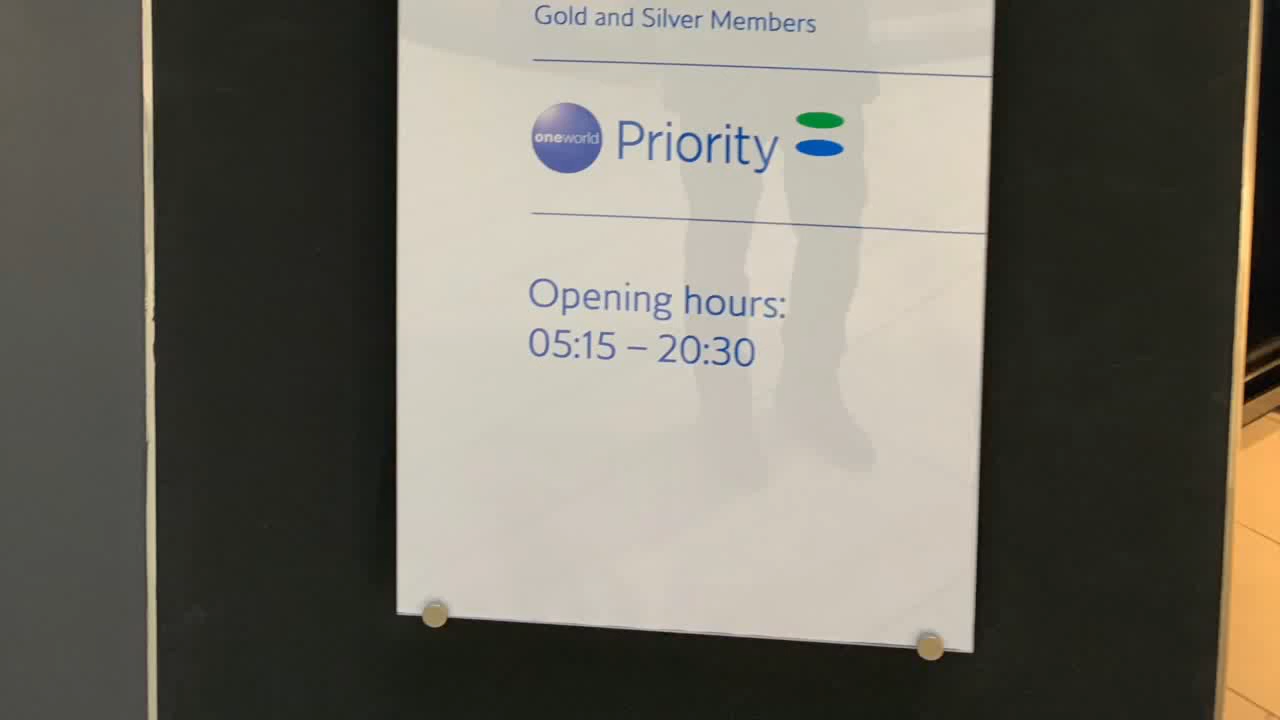 Gold and Silver Members
oneworld Priority
Opening hours:
05:15 – 20:30